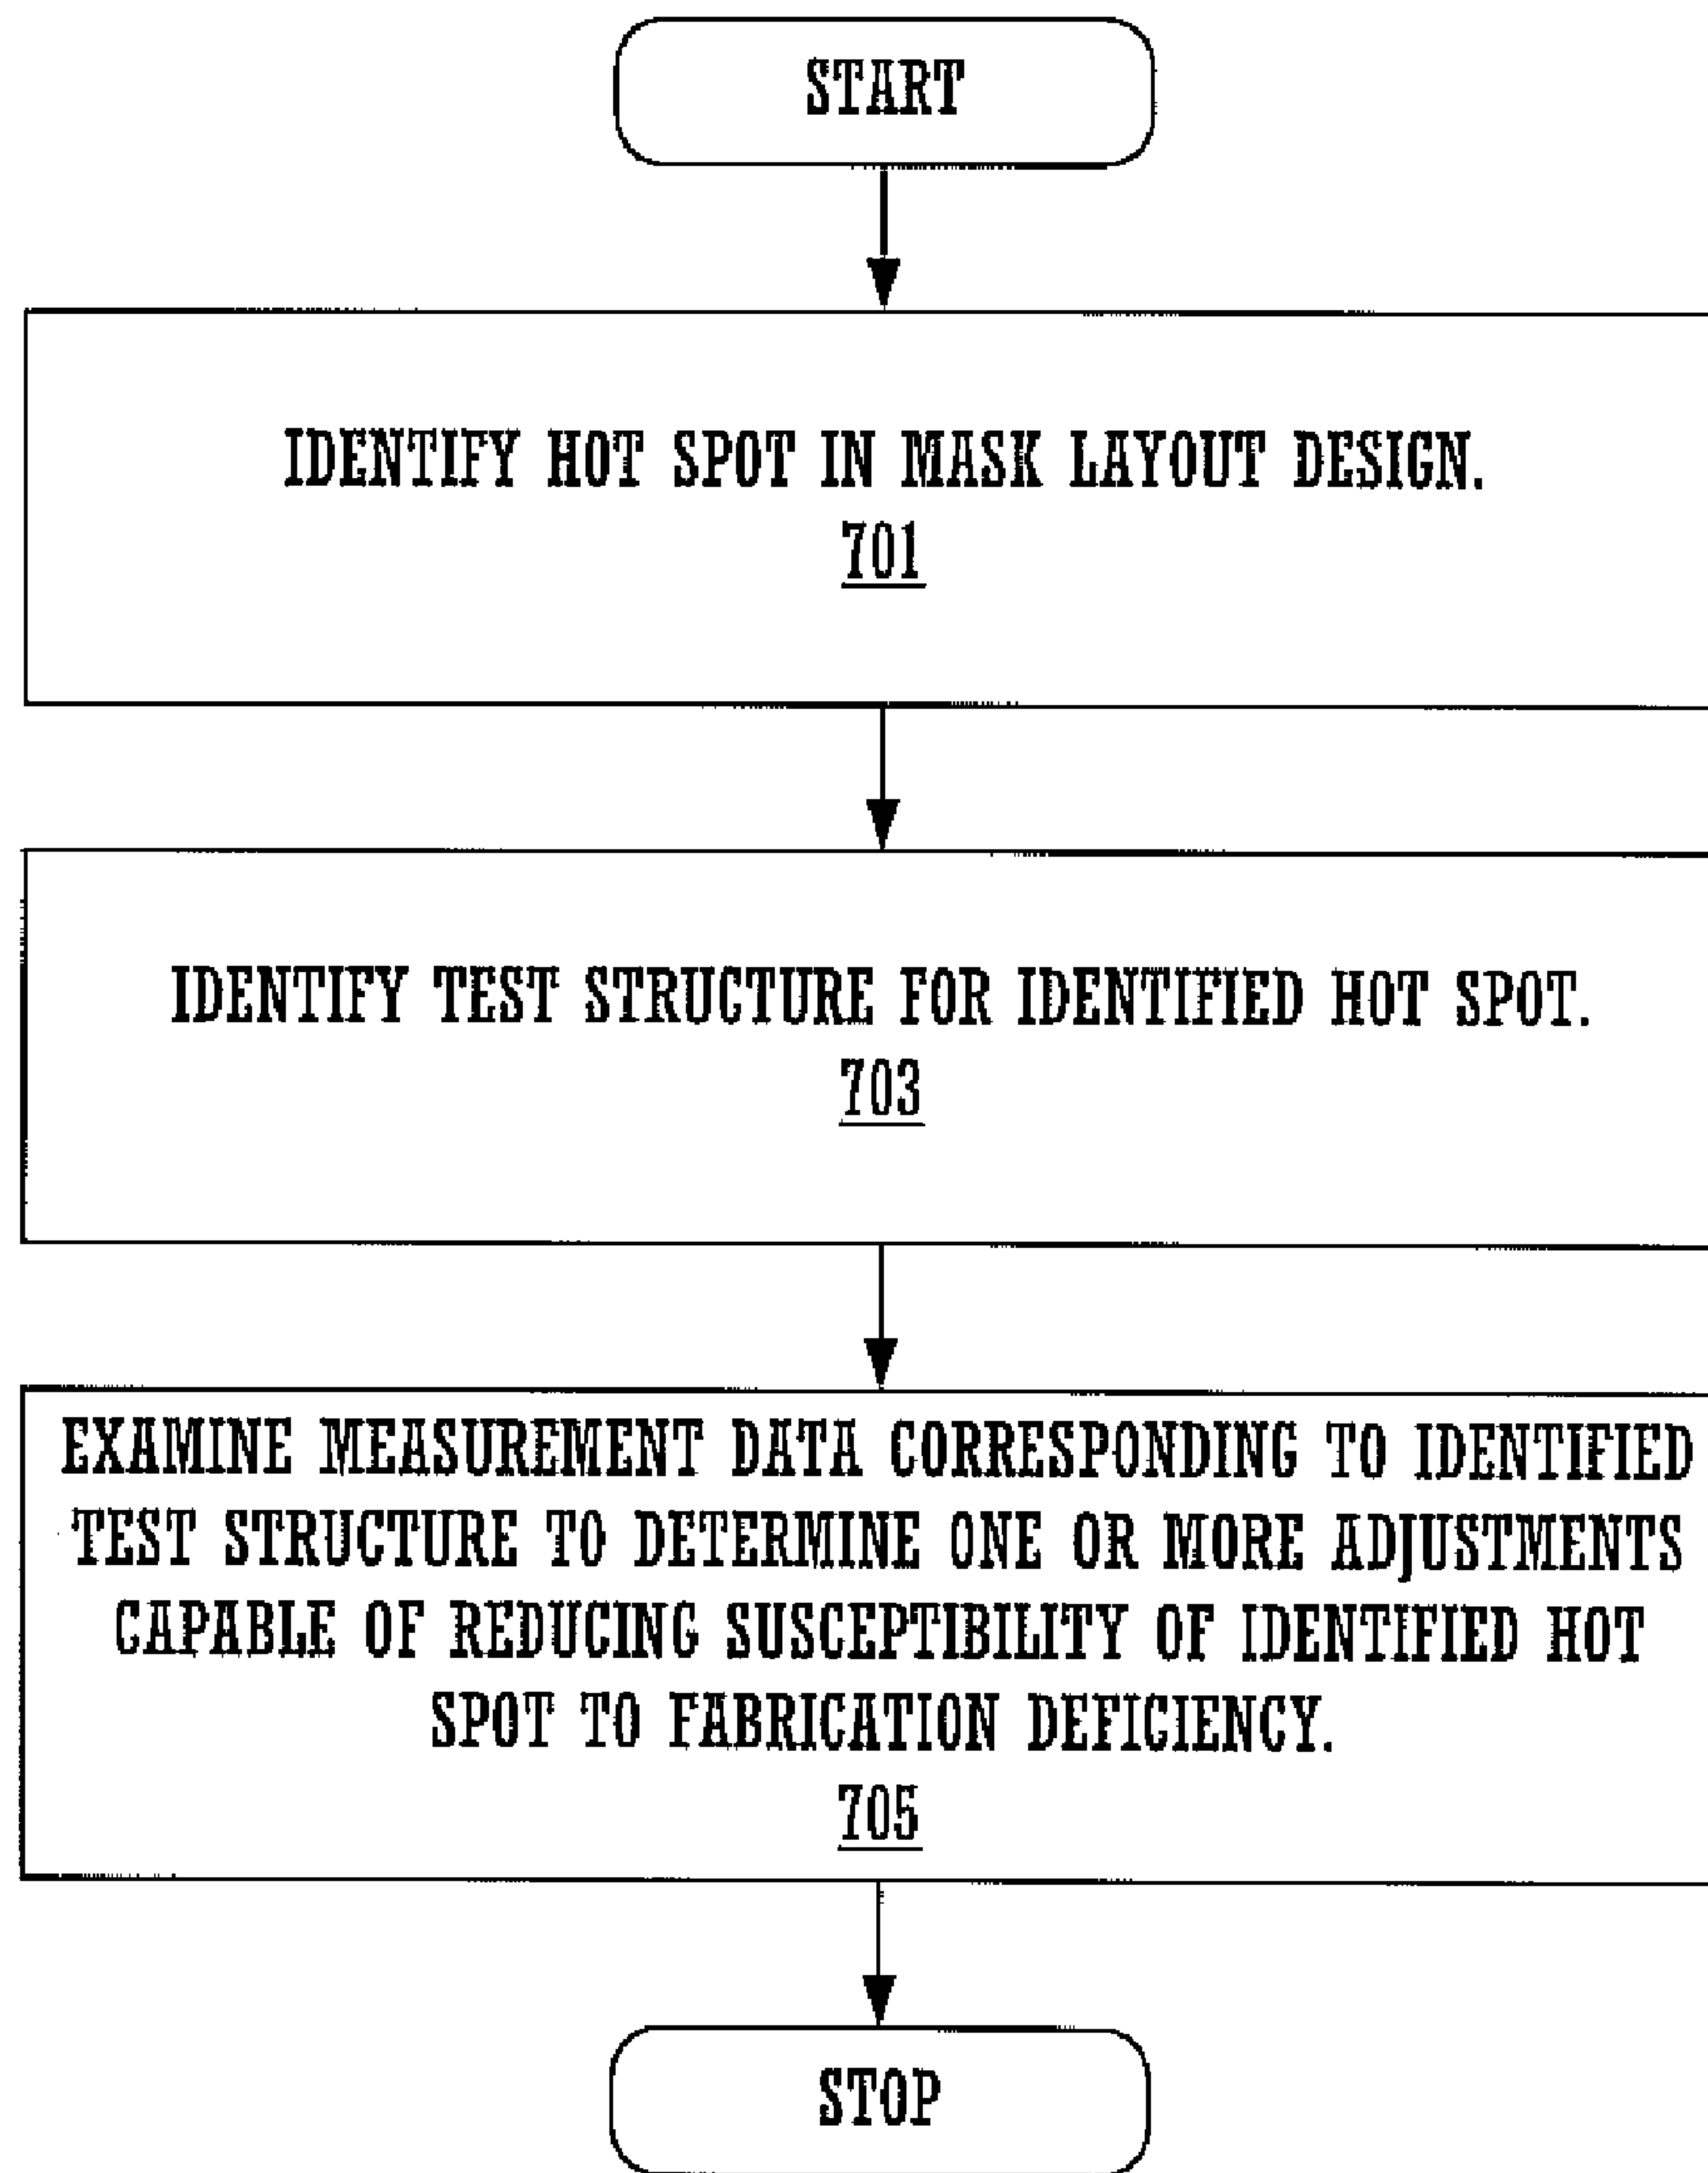 START
IDENTIFY HOT SPOT IN MASK LAYOUT DESIGN.
701
IDENTIFY TEST STRUCTURE FOR IDENTIFIED HOT SPOT.
703
EXAMINE MEASUREMENT DATA CORRESPONDING TO IDENTIFIED
TEST STRUCTURE TO DETERMINE ONE OR MORE ADJUSTMENTS
CAPABLE OF REDUCING SUSCEPTIBILITY OF IDENTIFIED HOT
SPOT TO FABRICATION DEFICIENCY.
705
STOP